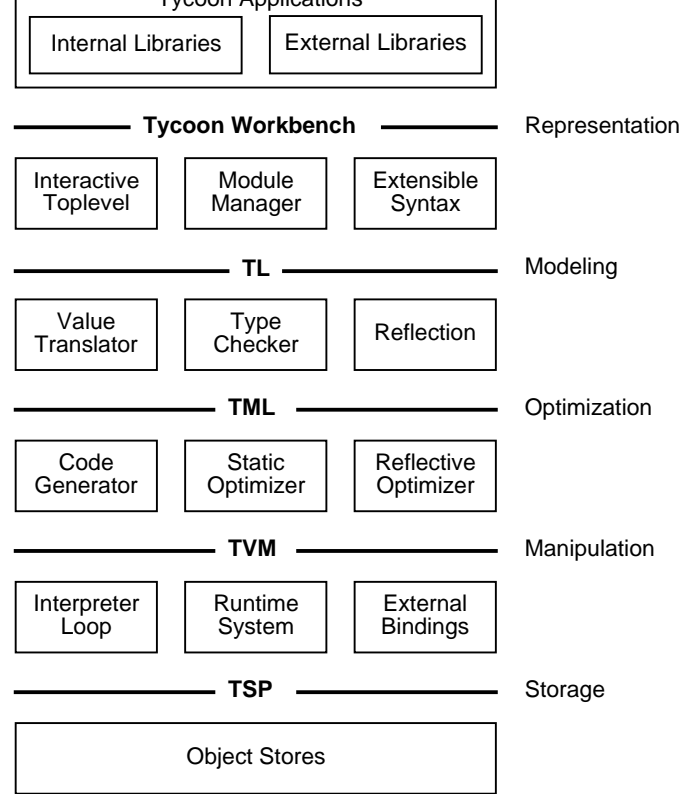 Tycoon Applications
Internal Libraries
External Libraries
Tycoon Workbench
Representation
Interactive
Toplevel
Module
Manager
Extensible
Syntax
TL
Modeling
Value
Translator
Type
Checker
Reflection
TML
Optimization
Code
Generator
Static
Optimizer
Reflective
Optimizer
TVM
Manipulation
Interpreter
Loop
Runtime
System
External
Bindings
TSP
Storage
Object Stores